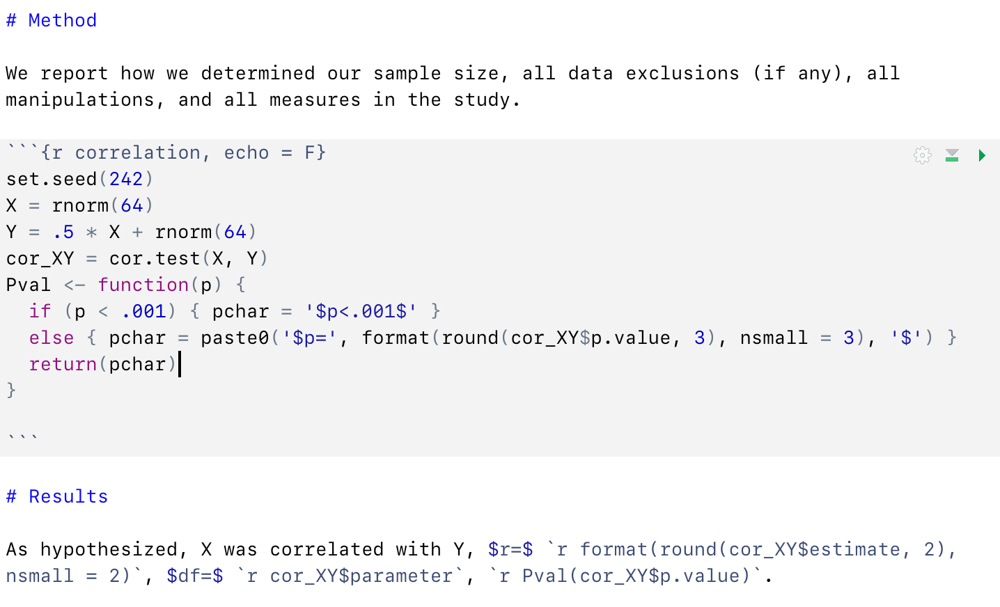 # Method
We report how we determined our sample size, all data exclusions (if any), all
manipulations, and all measures in the study.
```{r correlation, echo = F}
set.seed(242)
X = rnorm(64)
Y = .5 * X + rnorm(64)
cor_XY = cor.test(X, Y)
Pval <- function(p) {
  if (p < .001) { pchar = '$p<.001$' }
  else { pchar = paste0('$p=', format(round(cor_XY$p.value, 3), nsmall = 3), '$') }
  return(pchar)
}
```
# Results
As hypothesized, X was correlated with Y, $r=$ `r format(round(cor_XY$estimate, 2),
nsmall = 2)`, $df=$ `r cor_XY$parameter`, `r Pval(cor_XY$p.value)`.